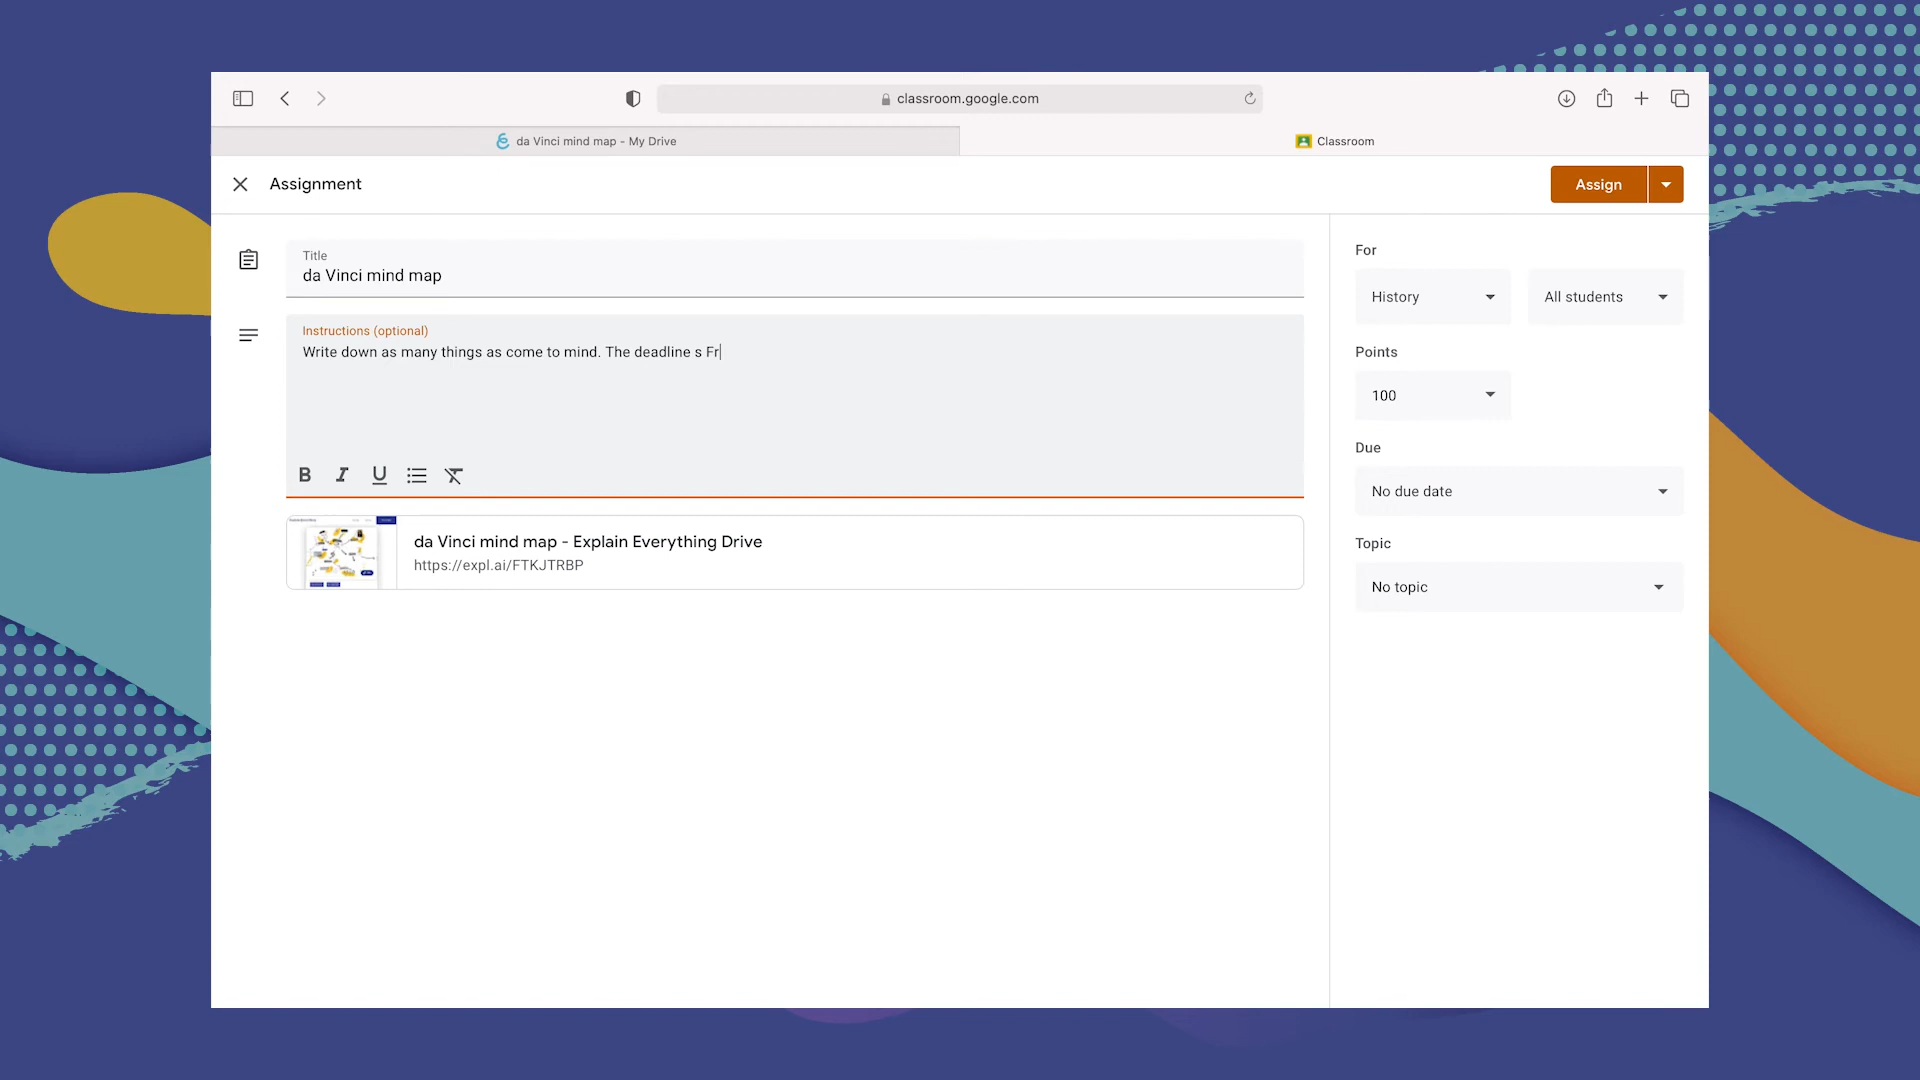 classroom.google.com
da Vinci mind map - My Drive
Classroom
Assignment
Assign
Title
da Vinci mind map
Instructions (optional)
Write down as many things as come to mind. The deadline s Fr
B I U
da Vinci mind map - Explain Everything Drive
https://expl.ai/FTKJTRBP
For
History
All students
Points
100
Due
No due date
Topic
No topic